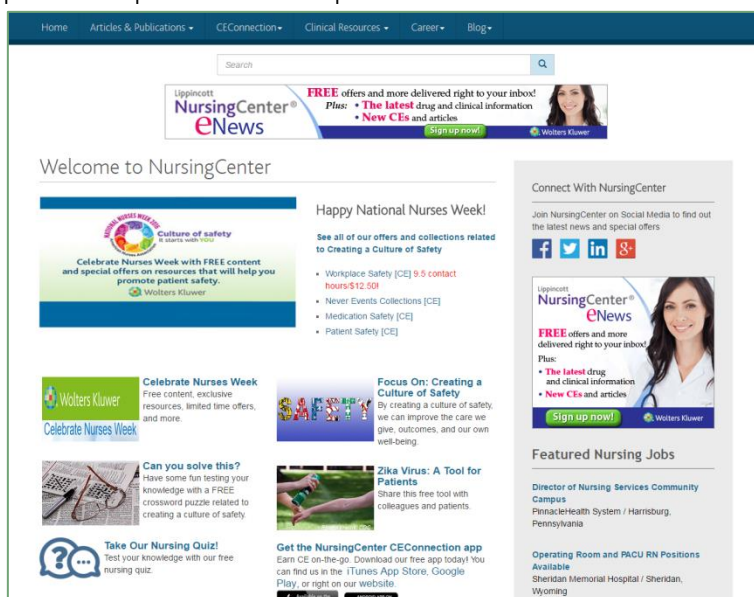 Home Articles & Publications CEConnection Clinical Resources Career Blog
Search
Lippincott
NursingCenter®
eNews
FREE offers and more delivered right to your inbox!
Plus: • The latest drug and clinical information
• New CEs and articles
Sign up now!
Wolters Kluwer
Welcome to NursingCenter
NATIONAL NURSES WEEK 2016
Culture of safety
It starts with YOU
Celebrate Nurses Week with FREE content
and special offers on resources that will help you
promote patient safety.
Wolters Kluwer
Happy National Nurses Week!
See all of our offers and collections related
to Creating a Culture of Safety
Workplace Safety [CE] 9.5 contact
hours/$12.50!
Never Events Collections [CE]
Medication Safety [CE]
Patient Safety [CE]
Wolters Kluwer
Celebrate Nurses Week
Celebrate Nurses Week
Free content, exclusive
resources, limited time offers,
and more.
SAFETY
Focus On: Creating a
Culture of Safety
By creating a culture of safety,
we can improve the care we
give, outcomes, and our own
well-being.
Can you solve this?
Have some fun testing your
knowledge with a FREE
crossword puzzle related to
creating a culture of safety.
Zika Virus: A Tool for
Patients
Share this free tool with
colleagues and patients.
Take Our Nursing Quiz!
Test your knowledge with our free
nursing quiz.
Get the NursingCenter CEConnection app
Earn CE on-the-go. Download our free app today! You
can find us in the iTunes App Store, Google
Play, or right on our website.
Connect With NursingCenter
Join NursingCenter on Social Media to find out
the latest news and special offers
Lippincott
NursingCenter®
eNews
FREE offers and more
delivered right to your inbox!
Plus:
• The latest drug
and clinical information
• New CEs and articles
Sign up now!
Wolters Kluwer
Featured Nursing Jobs
Director of Nursing Services Community
Campus
PinnacleHealth System / Harrisburg,
Pennsylvania
Operating Room and PACU RN Positions
Available
Sheridan Memorial Hospital / Sheridan,
Wyoming